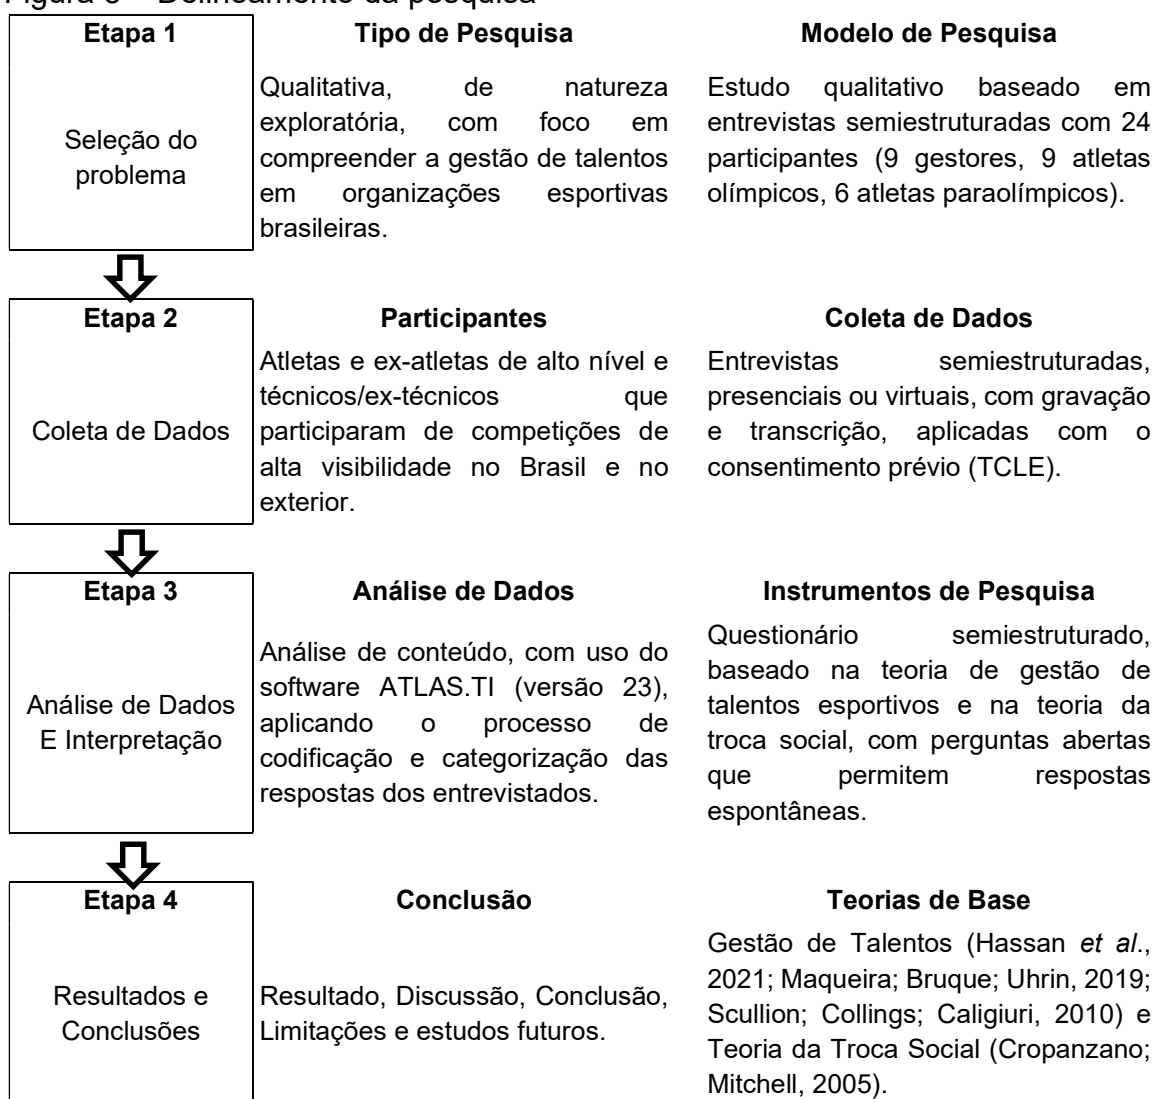 Etapa 1
Seleção do
problema
Tipo de Pesquisa
Qualitativa, de natureza
exploratória, com foco em
compreender a gestão de talentos
em organizações esportivas
brasileiras.
Modelo de Pesquisa
Estudo qualitativo baseado em
entrevistas semiestruturadas com 24
participantes (9 gestores, 9 atletas
olímpicos, 6 atletas paraolímpicos).
Etapa 2
Coleta de Dados
Participantes
Atletas e ex-atletas de alto nível e
técnicos/ex-técnicos que
participaram de competições de
alta visibilidade no Brasil e no
exterior.
Coleta de Dados
Entrevistas semiestruturadas,
presenciais ou virtuais, com gravação
e transcrição, aplicadas com o
consentimento prévio (TCLE).
Etapa 3
Análise de Dados
E Interpretação
Análise de Dados
Análise de conteúdo, com uso do
software ATLAS.TI (versão 23),
aplicando o processo de
codificação e categorização das
respostas dos entrevistados.
Instrumentos de Pesquisa
Questionário semiestruturado,
baseado na teoria de gestão de
talentos esportivos e na teoria da
troca social, com perguntas abertas
que permitem respostas
espontâneas.
Etapa 4
Resultados e
Conclusões
Conclusão
Resultado, Discussão, Conclusão,
Limitações e estudos futuros.
Teorias de Base
Gestão de Talentos (Hassan et al.,
2021; Maqueira; Bruque; Uhrin, 2019;
Scullion; Collings; Caligiuri, 2010) e
Teoria da Troca Social (Cropanzano;
Mitchell, 2005).